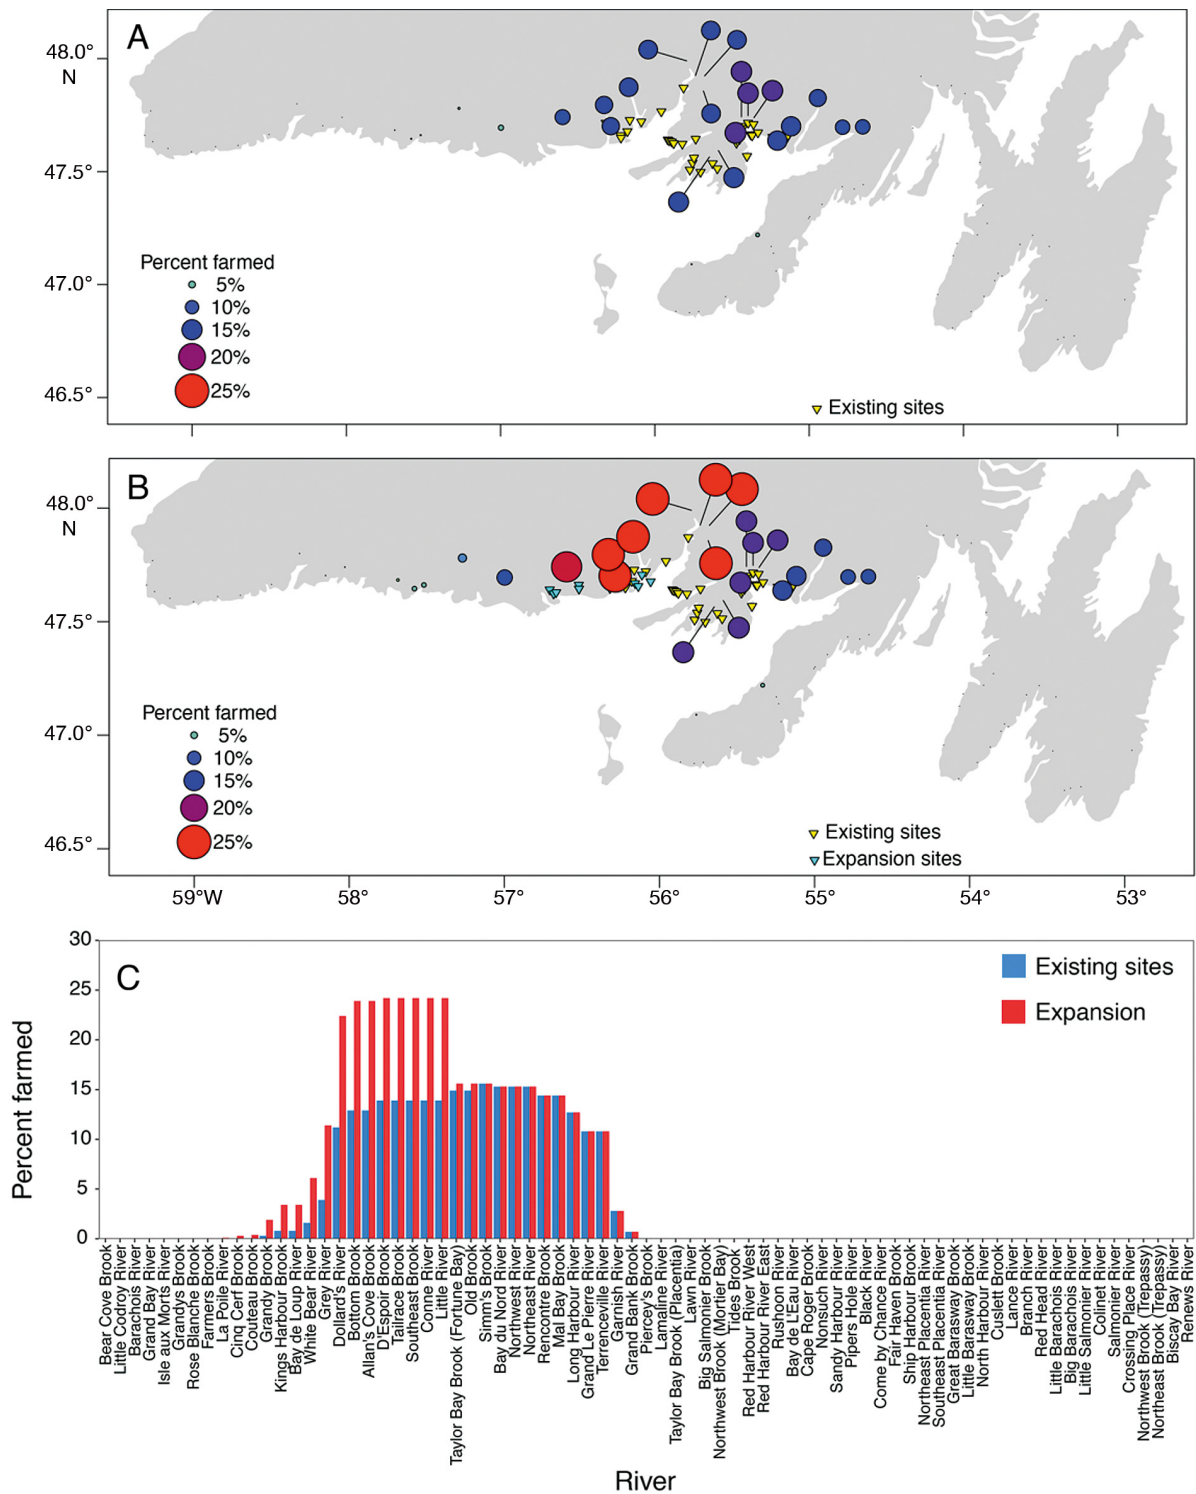 A
48.0°
N
47.5°
47.0°
46.5°
Percent farmed
5%
10%
15%
20%
25%
Existing sites
B
48.0°
N
47.5°
47.0°
46.5°
Percent farmed
5%
10%
15%
20%
25%
Existing sites
Expansion sites
59°W
58°
57°
56°
55°
54°
53°
C
Percent farmed
30
25
20
15
10
5
0
Existing sites
Expansion
Bear Cove Brook
Little Codroy River
Barachois River
Grand Bay River
Isle aux Morts River
Grandys Brook
Rose Blanche Brook
Farmers Brook
La Poile River
Cinq Cerf Brook
Couteau Brook
Grandy Brook
Kings Harbour Brook
Bay de Loup River
White Bear River
Grey River
Dollard's River
Bottom Brook
Allan's Cove Brook
D'Espoir Brook
Tailrace Brook
Southeast Brook
Conne River
Little River
Taylor Bay Brook (Fortune Bay)
Old Brook
Simm's Brook
Bay du Nord River
Northwest River
Northeast River
Rencontre Brook
Mal Bay Brook
Long Harbour River
Grand Le Pierre River
Terrenceville River
Garnish River
Grand Bank Brook
Piercey's Brook
Lamaline River
Taylor Bay Brook (Placentia)
Lawn River
Big Salmonier Brook
Northwest Brook (Mortier Bay)
Tides Brook
Red Harbour River West
Red Harbour River East
Rushoon River
Bay de L'Eau River
Cape Roger Brook
Nonsuch River
Sandy Harbour River
Pipers Hole River
Black River
Come by Chance River
Fair Haven Brook
Ship Harbour Brook
Northeast Placentia River
Southeast Placentia River
Great Barasway Brook
Little Barasway Brook
North Harbour River
Cuslett Brook
Lance River
Branch River
Red Head River
Little Barachois River
Big Barachois River
Little Salmonier River
Colinet River
Salmonier River
Crossing Place River
Northwest Brook (Trepassy)
Northeast Brook (Trepassy)
Biscay Bay River
Renews River
River